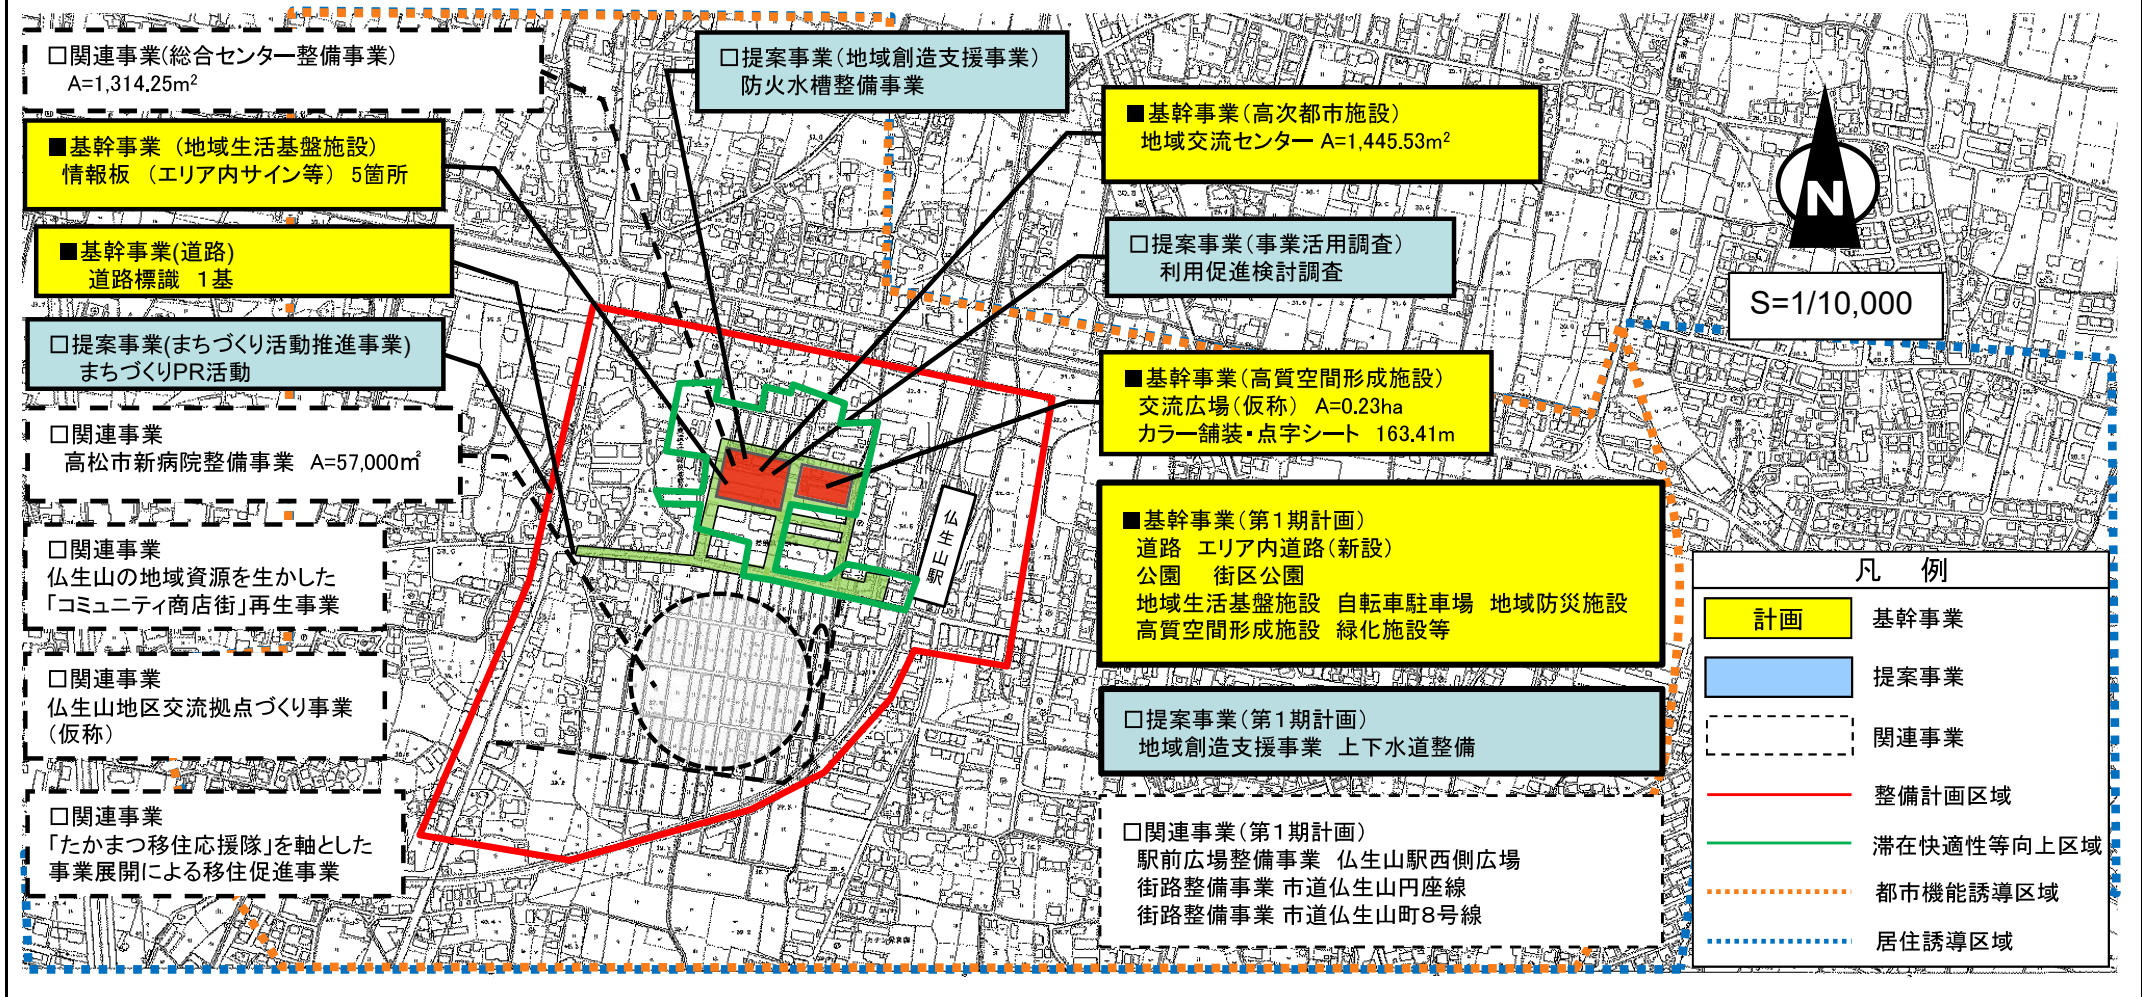 □関連事業(総合センター整備事業)
A=1,314.25m²
■基幹事業 (地域生活基盤施設)
情報板 (エリア内サイン等) 5箇所
■基幹事業(道路)
道路標識 1基
□提案事業(まちづくり活動推進事業)
まちづくりPR活動
□関連事業
高松市新病院整備事業 A=57,000㎡
□関連事業
仏生山の地域資源を生かした
「コミュニティ商店街」再生事業
□関連事業
仏生山地区交流拠点づくり事業
(仮称)
□関連事業
「たかまつ移住応援隊」を軸とした
事業展開による移住促進事業
□提案事業(地域創造支援事業)
防火水槽整備事業
■基幹事業(高次都市施設)
地域交流センター A=1,445.53m²
□提案事業(事業活用調査)
利用促進検討調査
■基幹事業(高質空間形成施設)
交流広場(仮称) A=0.23ha
カラー舗装・点字シート 163.41m
■基幹事業(第1期計画)
道路 エリア内道路(新設)
公園 街区公園
地域生活基盤施設 自転車駐車場 地域防災施設
高質空間形成施設 緑化施設等
□提案事業(第1期計画)
地域創造支援事業 上下水道整備
□関連事業(第1期計画)
駅前広場整備事業 仏生山駅西側広場
街路整備事業 市道仏生山円座線
街路整備事業 市道仏生山町8号線
仏生山駅
N
S=1/10,000
凡 例
計画 基幹事業
提案事業
関連事業
整備計画区域
滞在快適性等向上区域
都市機能誘導区域
居住誘導区域